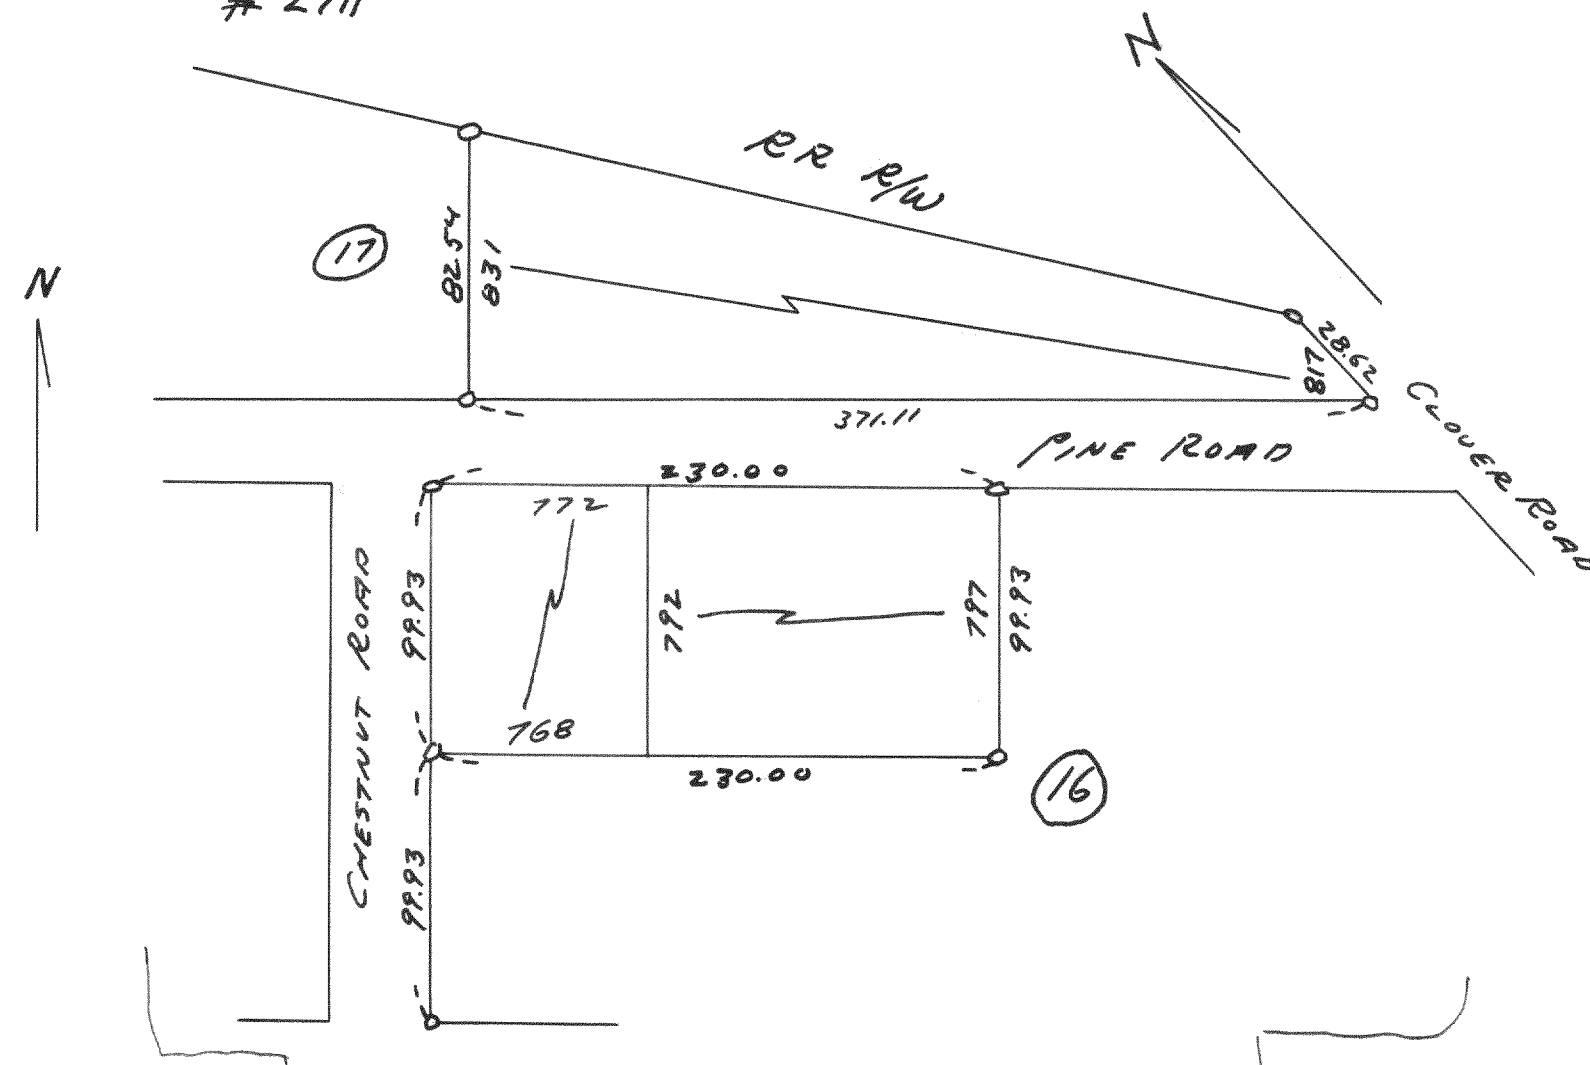 N
RR R/W
17
82.54
831
N
28.62
817
371.11
PINE ROAD
CLOVER ROAD
230.00
772
CHESTNUT ROAD
99.93
792
797
99.93
768
230.00
16
99.93